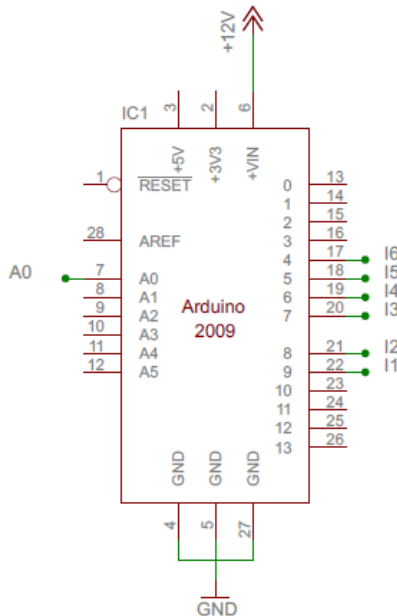 +12V
3
2
6
IC1
+5V
+3V3
+VIN
1
RESET
0
13
1
14
2
15
28
AREF
3
16
4
17
I6
A0
7
A0
5
18
I5
8
A1
6
19
I4
9
A2
Arduino
7
20
I3
10
A3
2009
11
A4
8
21
I2
12
A5
9
22
I1
10
23
11
24
12
25
13
26
GND
GND
GND
4
5
27
GND